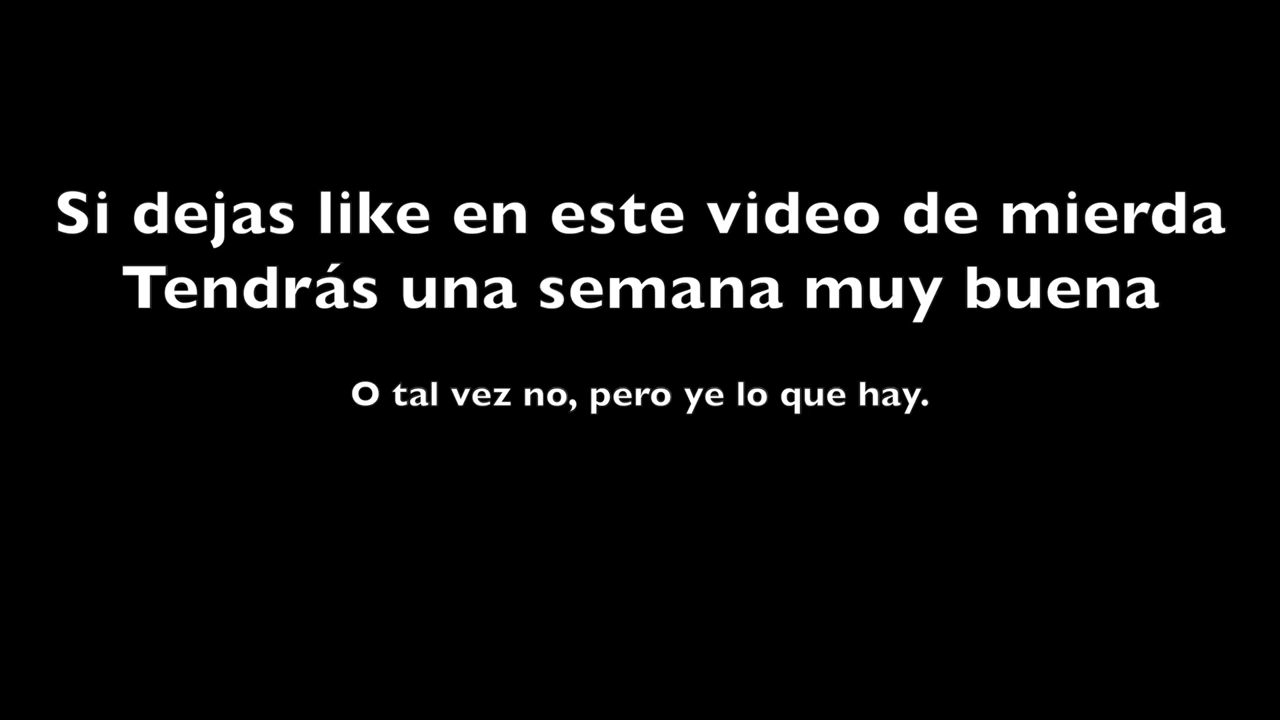 Si dejas like en este video de mierda
Tendrás una semana muy buena
O tal vez no, pero ye lo que hay.